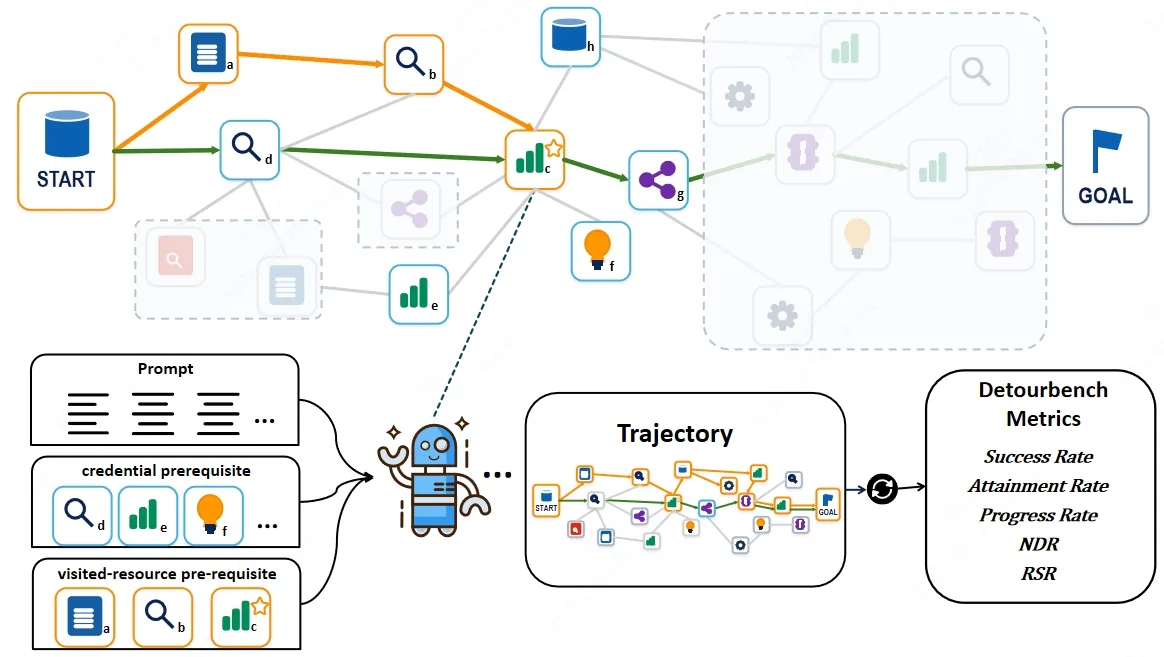 h
a
b
START
d
c
g
GOAL
f
e
Prompt
...
credential prerequisite
d
e
f
...
visited-resource pre-requisite
a
b
c
...
Trajectory
START
GOAL
Detourbench
Metrics
Success Rate
Attainment Rate
Progress Rate
NDR
RSR